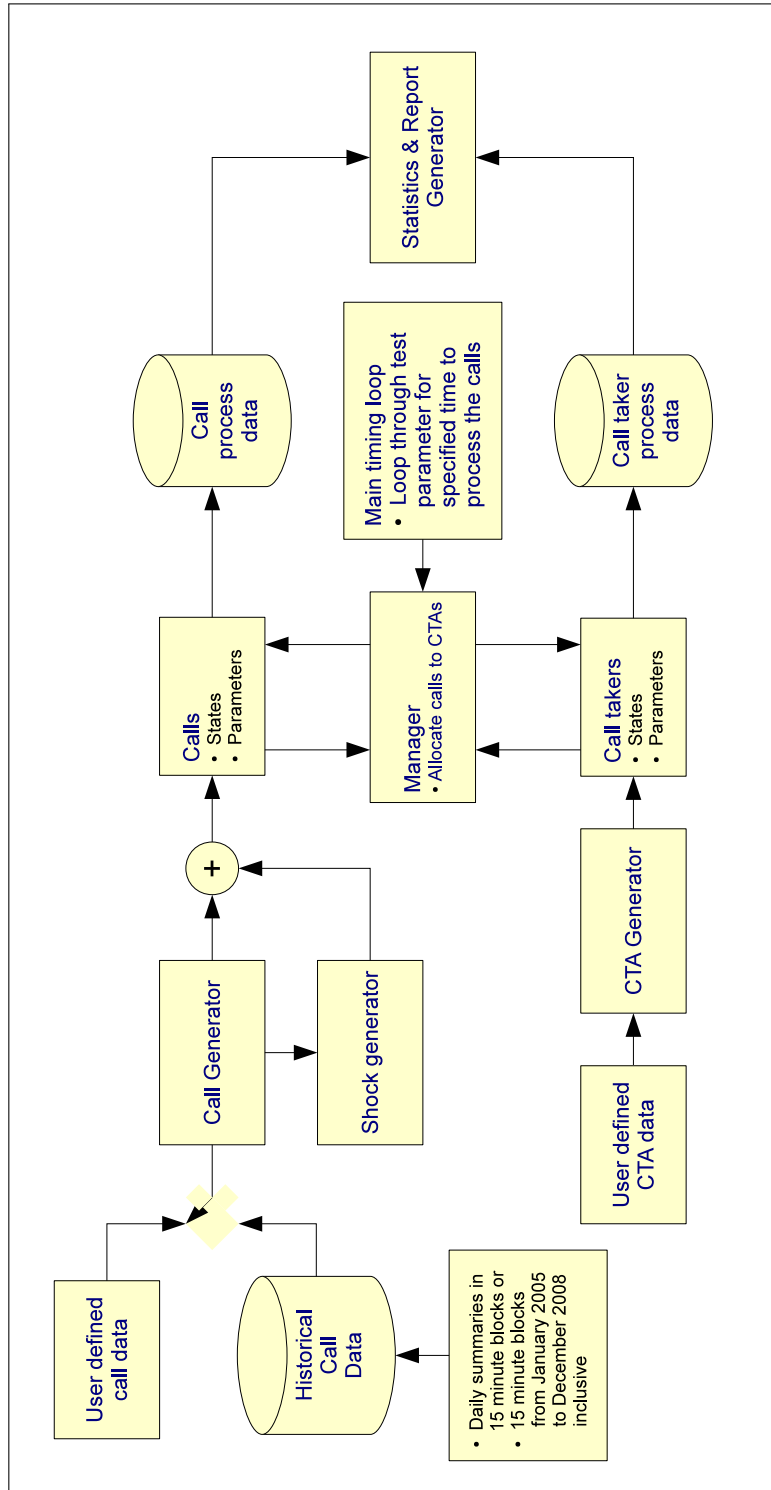 User defined
call data
Historical
Call
Data
• Daily summaries in
15 minute blocks or
• 15 minute blocks
from January 2005
to December 2008
inclusive
Call Generator
Shock generator
+
Calls
• States
• Parameters
Manager
• Allocate calls to CTAs
Main timing loop
• Loop through test
parameter for
specified time to
process the calls
User defined
CTA data
CTA Generator
Call takers
• States
• Parameters
Call
process
data
Call taker
process
data
Statistics & Report
Generator